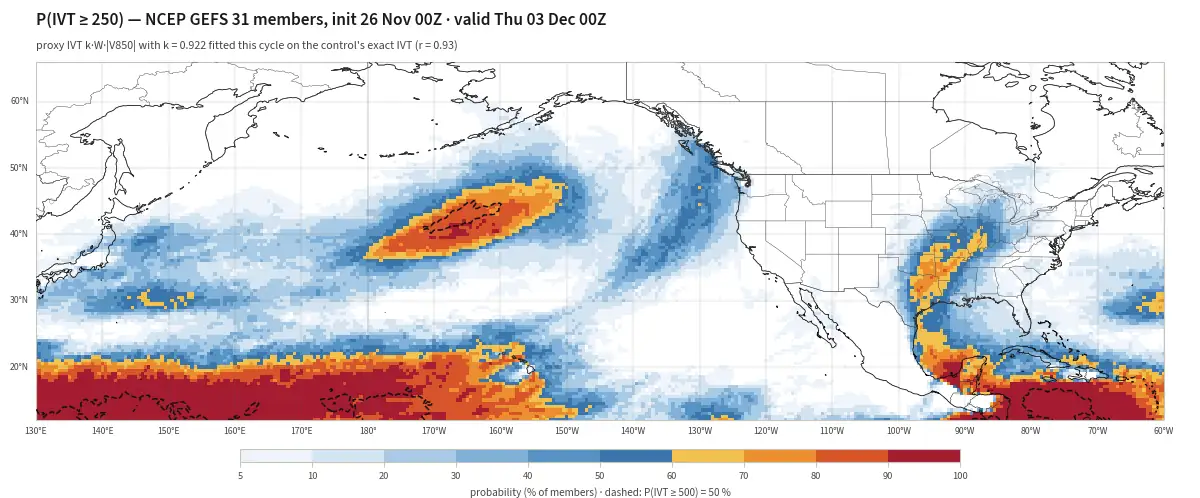 P(IVT ≥ 250) — NCEP GEFS 31 members, init 26 Nov 00Z · valid Thu 03 Dec 00Z
proxy IVT k·W·|V850| with k = 0.922 fitted this cycle on the control's exact IVT (r = 0.93)
60°N
50°N
40°N
30°N
20°N
130°E 140°E 150°E 160°E 170°E 180° 170°W 160°W 150°W 140°W 130°W 120°W 110°W 100°W 90°W 80°W 70°W 60°W
5 10 20 30 40 50 60 70 80 90 100
probability (% of members) · dashed: P(IVT ≥ 500) = 50 %